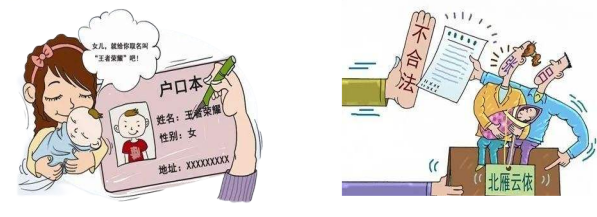 女儿，就给你取名叫
“王者荣耀”吧！
户口本
姓名：王者荣耀
性别：女
地址：XXXXXXXXX
不合法
北雁云依